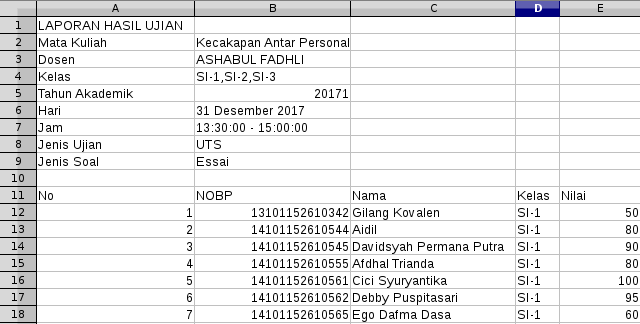 A B C D E
1 LAPORAN HASIL UJIAN
2 Mata Kuliah Kecakapan Antar Personal
3 Dosen ASHABUL FADHLI
4 Kelas SI-1,SI-2,SI-3
5 Tahun Akademik 20171
6 Hari 31 Desember 2017
7 Jam 13:30:00 - 15:00:00
8 Jenis Ujian UTS
9 Jenis Soal Essai
10
11 No NOBP Nama Kelas Nilai
12 1 13101152610342 Gilang Kovalen SI-1 50
13 2 14101152610544 Aidil SI-1 80
14 3 14101152610545 Davidsyah Permana Putra SI-1 90
15 4 14101152610555 Afdhal Trianda SI-1 80
16 5 14101152610561 Cici Syuryantika SI-1 100
17 6 14101152610562 Debby Puspitasari SI-1 95
18 7 14101152610565 Ego Dafma Dasa SI-1 60